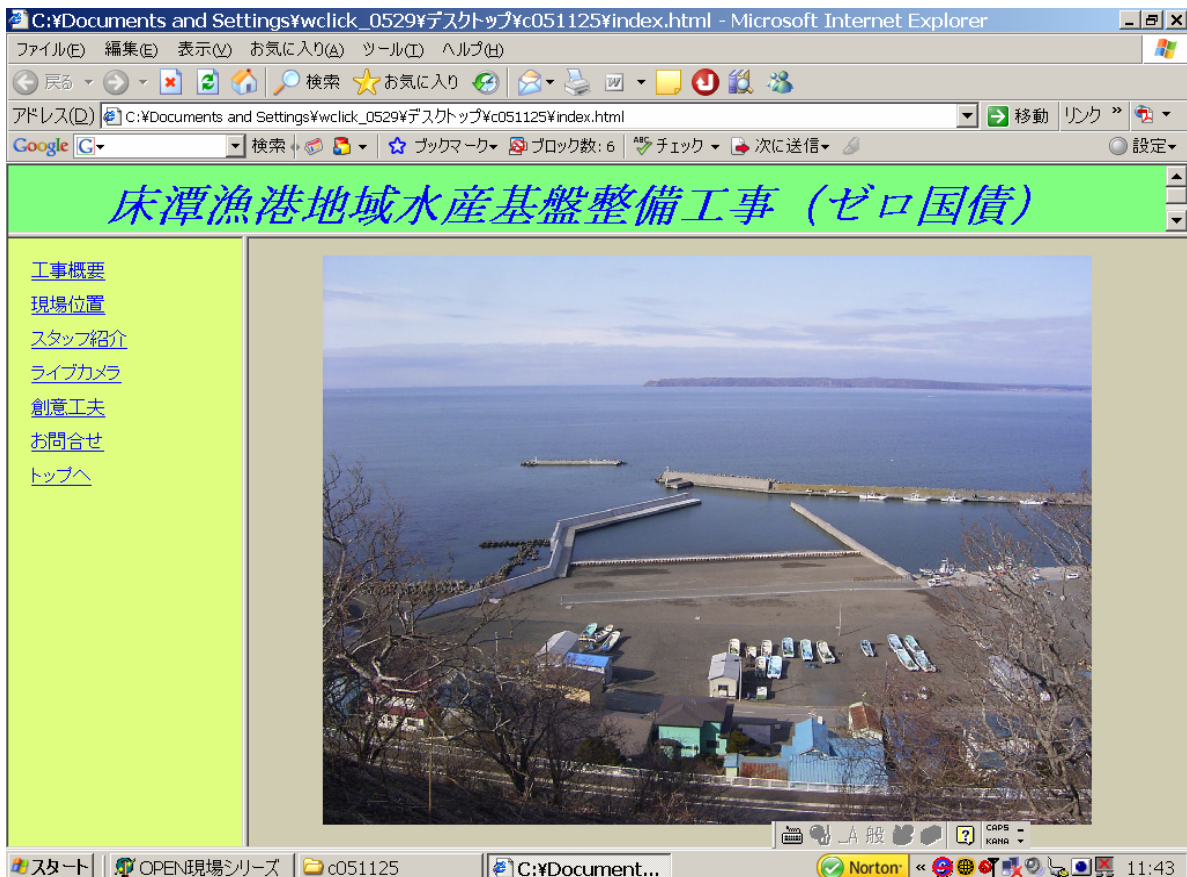 C:¥Documents and Settings¥wclick_0529¥デスクトップ¥c051125¥index.html - Microsoft Internet Explorer
ファイル(E) 編集(E) 表示(V) お気に入り(A) ツール(T) ヘルプ(H)
戻る 検索 お気に入り
アドレス(D) C:¥Documents and Settings¥wclick_0529¥デスクトップ¥c051125¥index.html 移動 リンク »
Google G 検索 ブックマーク ブロック数: 6 ABC チェック 次に送信 設定
床潭漁港地域水産基盤整備工事 (ゼロ国債)
工事概要
現場位置
スタッフ紹介
ライブカメラ
創意工夫
お問合せ
トップへ
A 般 ? CAPS KANA
スタート OPEN現場シリーズ c051125 C:¥Document... Norton « 11:43